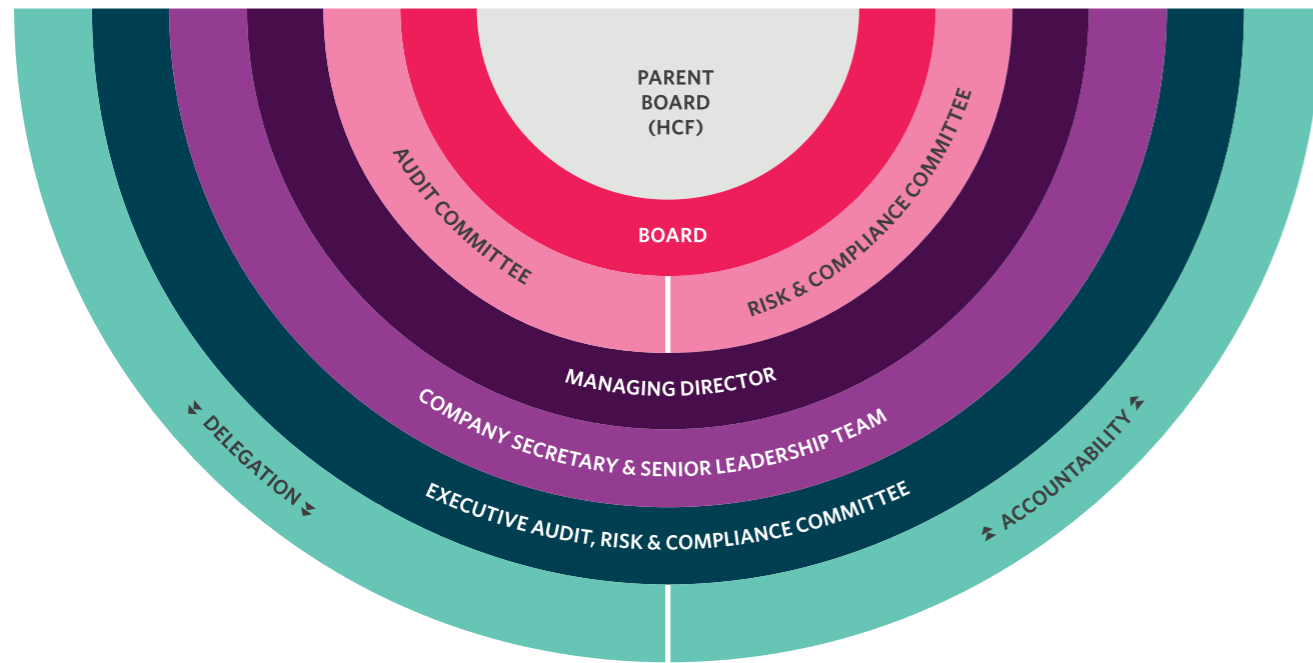 PARENT
BOARD
(HCF)
BOARD
AUDIT COMMITTEE
RISK & COMPLIANCE COMMITTEE
MANAGING DIRECTOR
COMPANY SECRETARY & SENIOR LEADERSHIP TEAM
EXECUTIVE AUDIT, RISK & COMPLIANCE COMMITTEE
DELEGATION
ACCOUNTABILITY